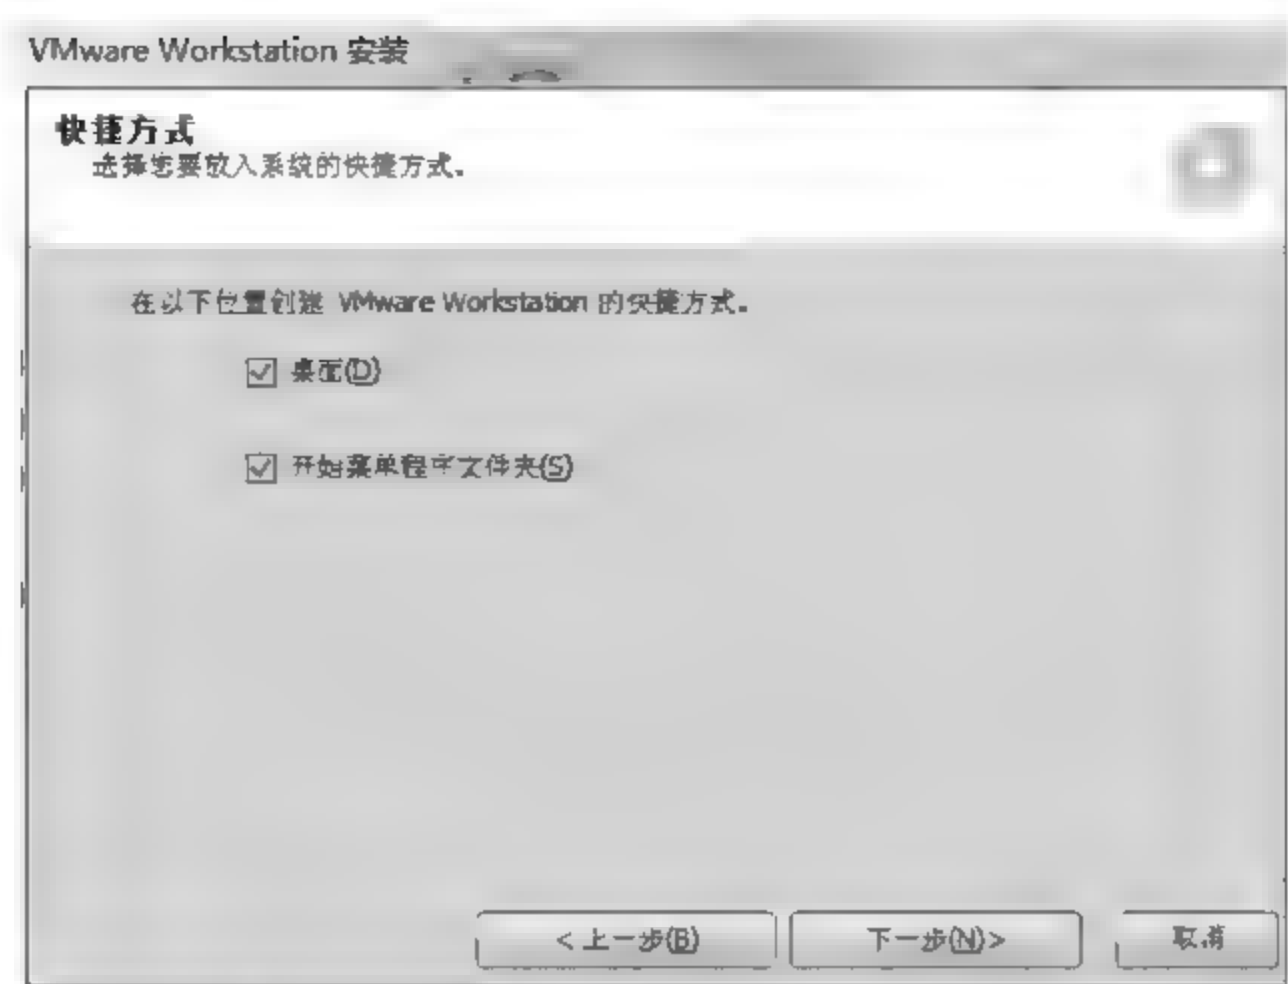 VMware Workstation 安装
快捷方式
选择您要放入系统的快捷方式。
在以下位置创建 VMware Workstation 的快捷方式。
桌面(D)
开始菜单程序文件夹(S)
< 上一步(B)
下一步(N) >
取消